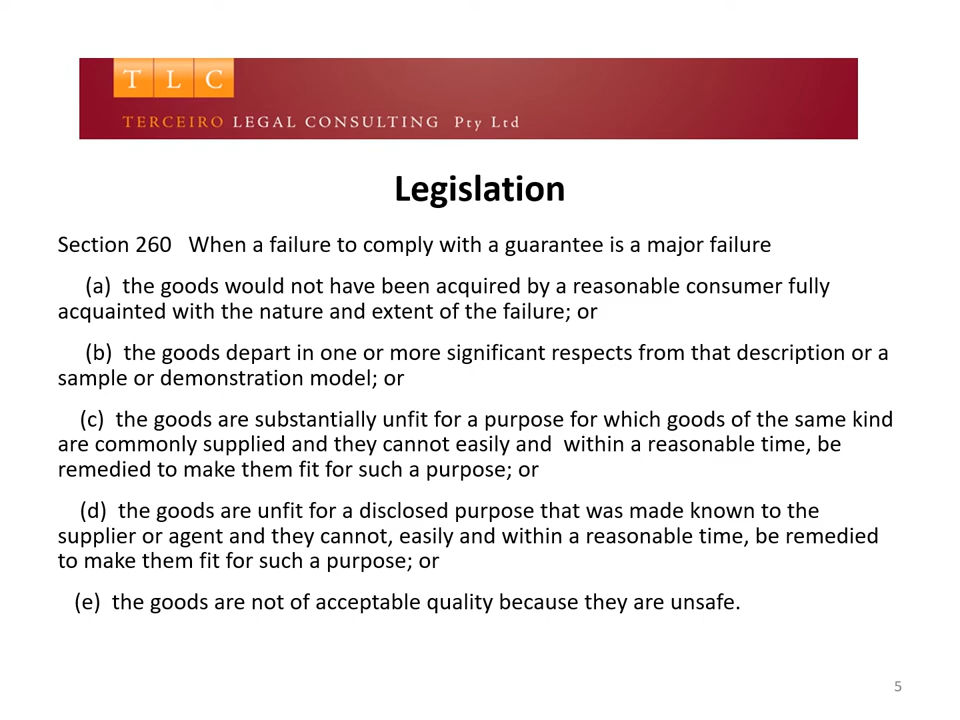 T L C
TERCEIRO LEGAL CONSULTING Pty Ltd
Legislation
Section 260 When a failure to comply with a guarantee is a major failure
(a) the goods would not have been acquired by a reasonable consumer fully
acquainted with the nature and extent of the failure; or
(b) the goods depart in one or more significant respects from that description or a
sample or demonstration model; or
(c) the goods are substantially unfit for a purpose for which goods of the same kind
are commonly supplied and they cannot easily and within a reasonable time, be
remedied to make them fit for such a purpose; or
(d) the goods are unfit for a disclosed purpose that was made known to the
supplier or agent and they cannot, easily and within a reasonable time, be remedied
to make them fit for such a purpose; or
(e) the goods are not of acceptable quality because they are unsafe.
5